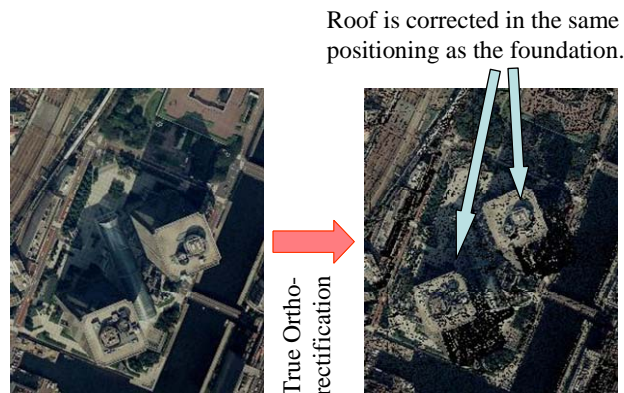 Roof is corrected in the same
positioning as the foundation.
True Ortho-
rectification